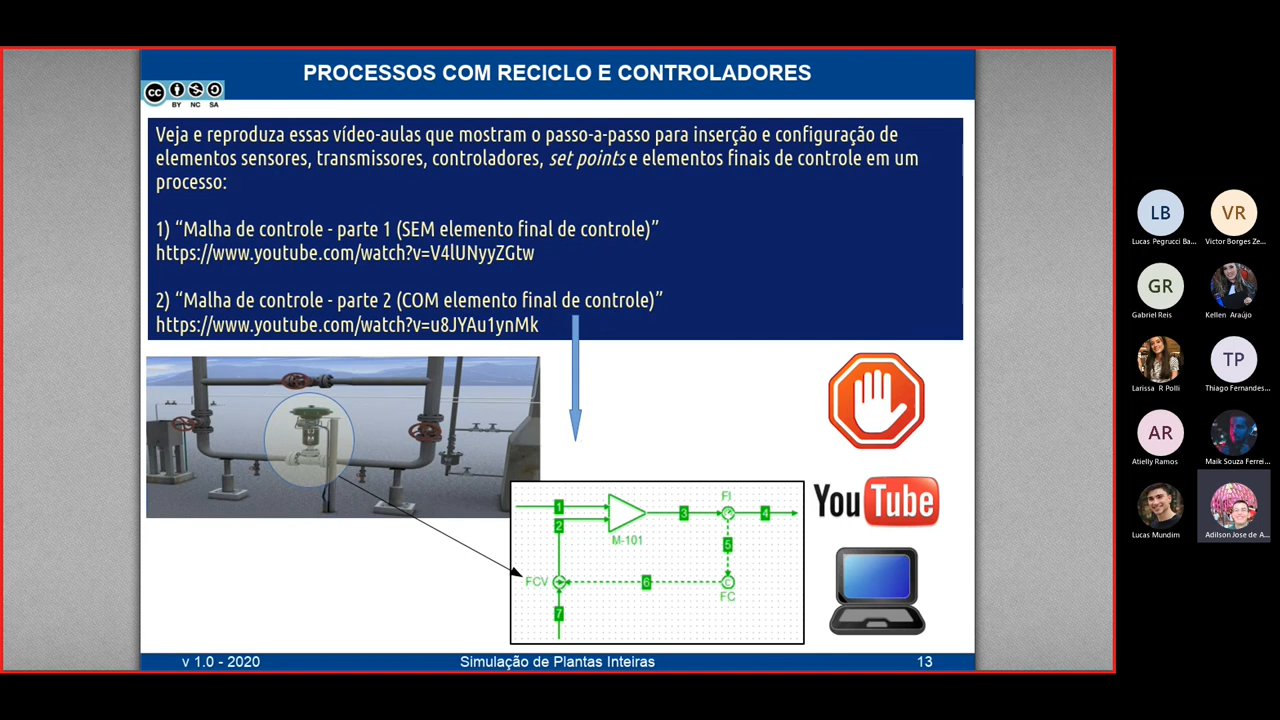 PROCESSOS COM RECICLO E CONTROLADORES
cc
BY NC SA
Veja e reproduza essas vídeo-aulas que mostram o passo-a-passo para inserção e configuração de
elementos sensores, transmissores, controladores, set points e elementos finais de controle em um
processo:
1) “Malha de controle - parte 1 (SEM elemento final de controle)”
https://www.youtube.com/watch?v=V4lUNyyZGtw
2) “Malha de controle - parte 2 (COM elemento final de controle)”
https://www.youtube.com/watch?v=u8JYAu1ynMk
FI
1
3
4
2
M-101
5
FCV
6
FC
7
YouTube
v 1.0 - 2020
Simulação de Plantas Inteiras
13
LB
VR
Lucas Pegrucci Ba...
Victor Borges Ze...
GR
Gabriel Reis
Kellen Araújo
TP
Larissa R Polli
Thiago Fernandes...
AR
Atielly Ramos
Maik Souza Ferrei...
Lucas Mundim
Adilson Jose de A...